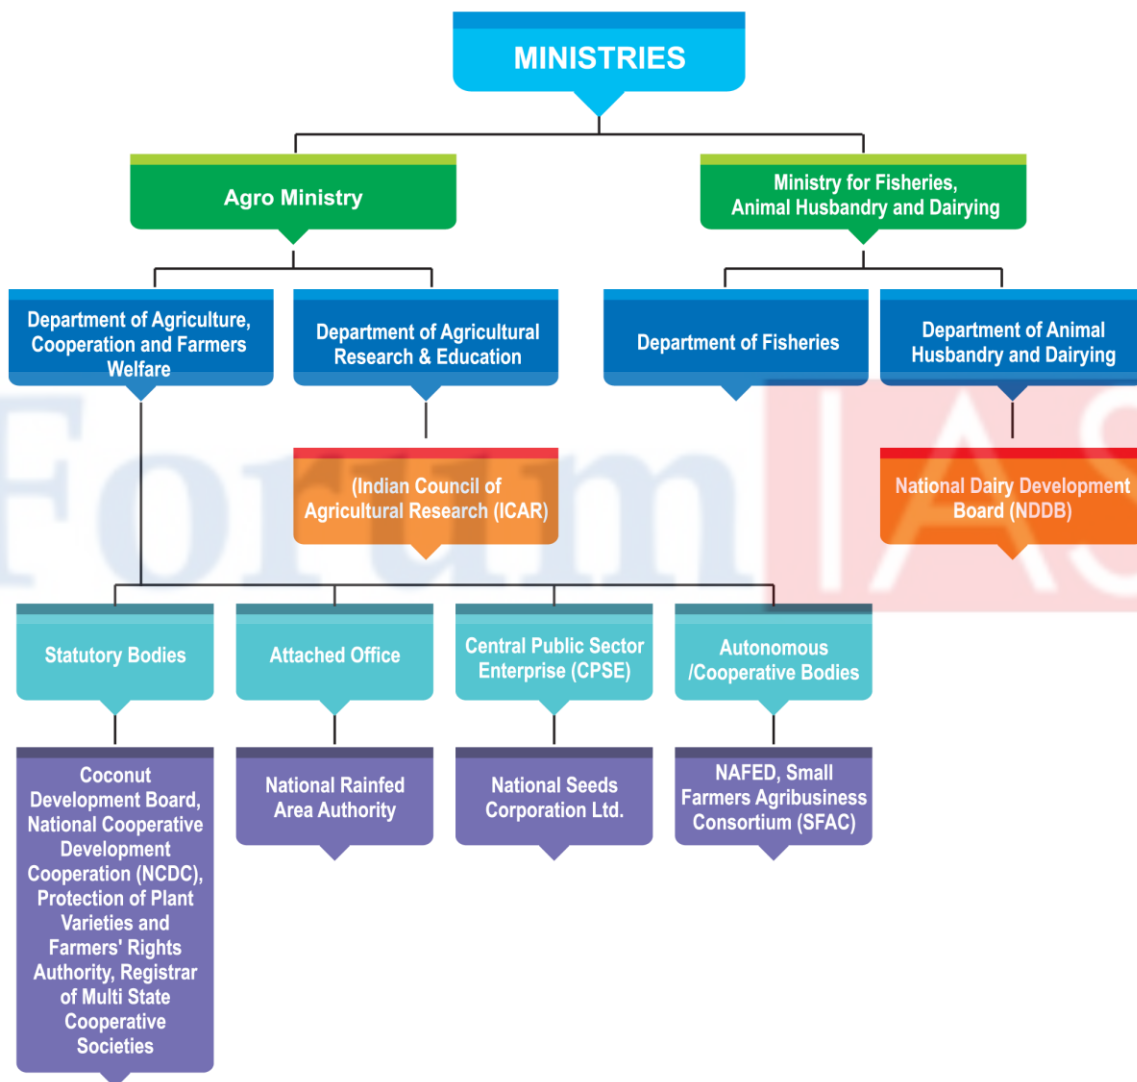 MINISTRIES
Agro Ministry
Ministry for Fisheries,
Animal Husbandry and Dairying
Department of Agriculture,
Cooperation and Farmers
Welfare
Department of Agricultural
Research & Education
Department of Fisheries
Department of Animal
Husbandry and Dairying
Forum IAS
(Indian Council of
Agricultural Research (ICAR)
National Dairy Development
Board (NDDB)
Statutory Bodies
Attached Office
Central Public Sector
Enterprise (CPSE)
Autonomous
/Cooperative Bodies
Coconut
Development Board,
National Cooperative
Development
Cooperation (NCDC),
Protection of Plant
Varieties and
Farmers' Rights
Authority, Registrar
of Multi State
Cooperative
Societies
National Rainfed
Area Authority
National Seeds
Corporation Ltd.
NAFED, Small
Farmers Agribusiness
Consortium (SFAC)